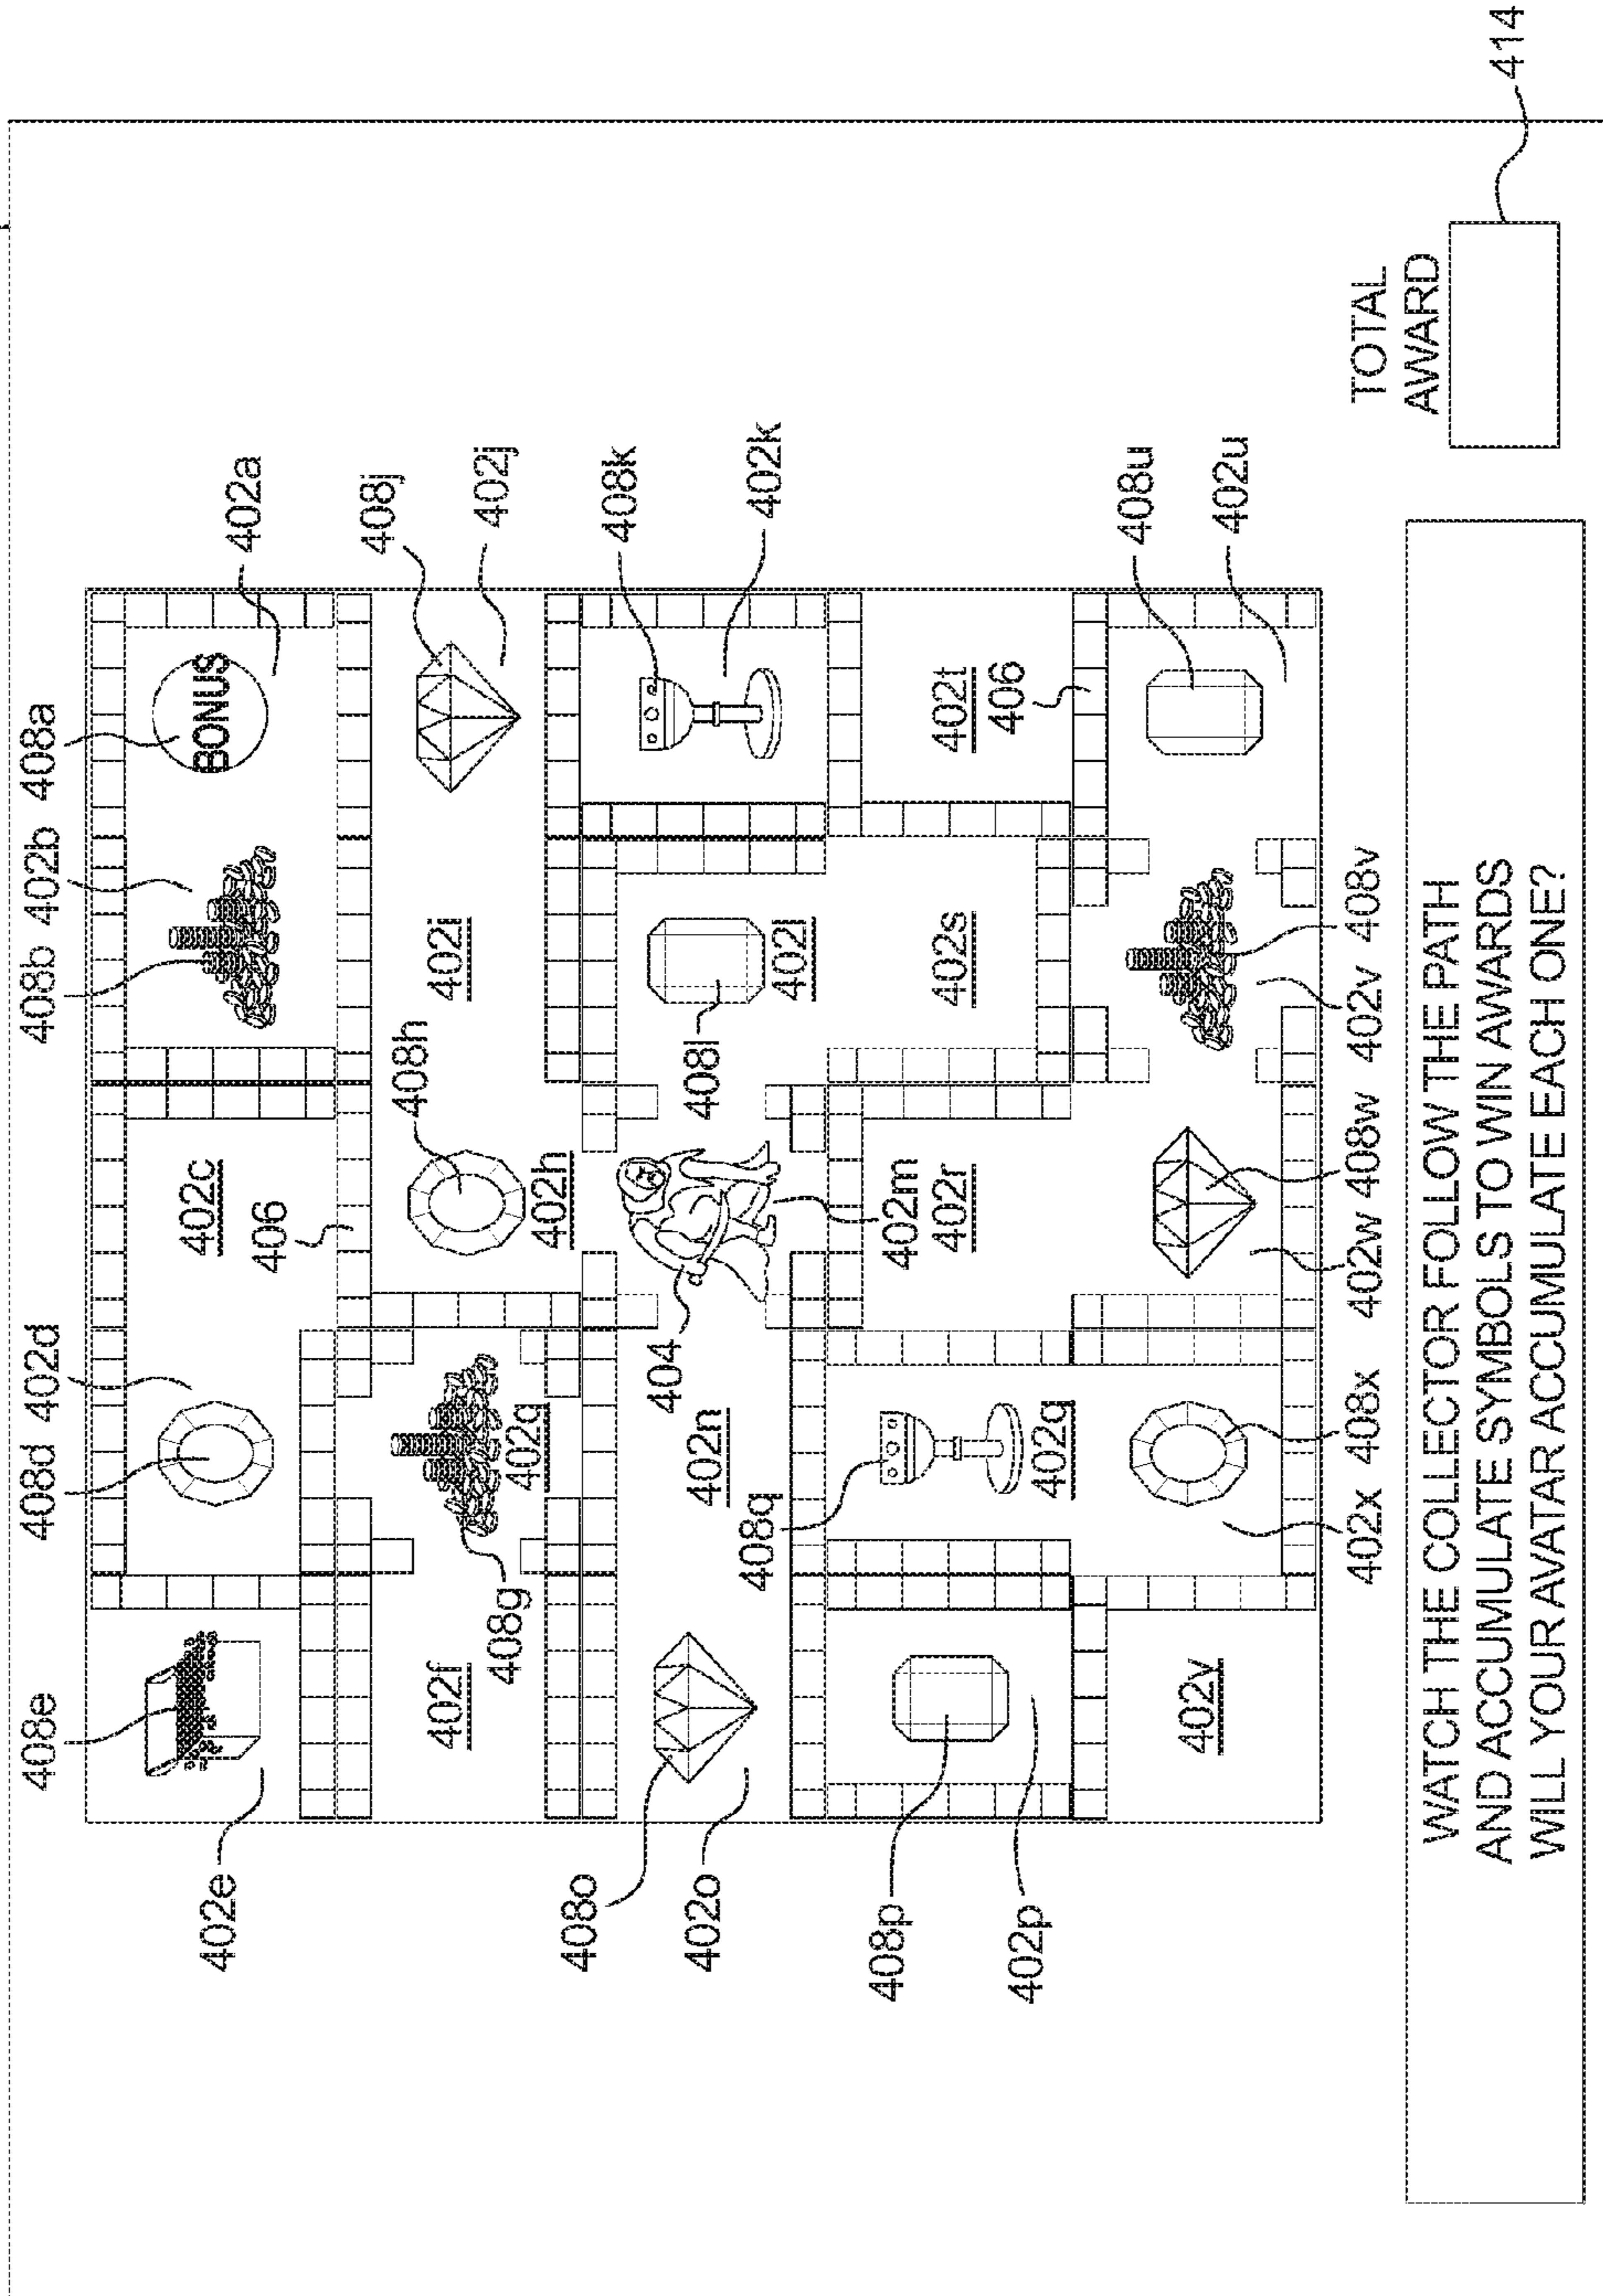 408e 408d 402d 408b 402b 408a
402e 402c BONUS 402a
406
408j
408h
402f 402i 402j
408g 402g 402h
408o 408k
404
402o 402n 408l
408q 402l 402k
408p 402m
402r 402s 402t
406
402p 402q
408u
402y 402u
402x 408x 402w 408w 402v 408v
TOTAL
AWARD
WATCH THE COLLECTOR FOLLOW THE PATH
AND ACCUMULATE SYMBOLS TO WIN AWARDS
WILL YOUR AVATAR ACCUMULATE EACH ONE?
414